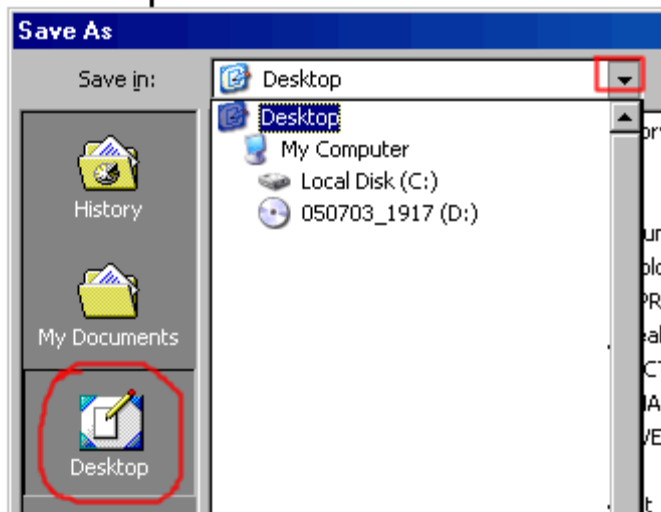 Save As
Save in:
Desktop
Desktop
My Computer
Local Disk (C:)
050703_1917 (D:)
History
My Documents
Desktop